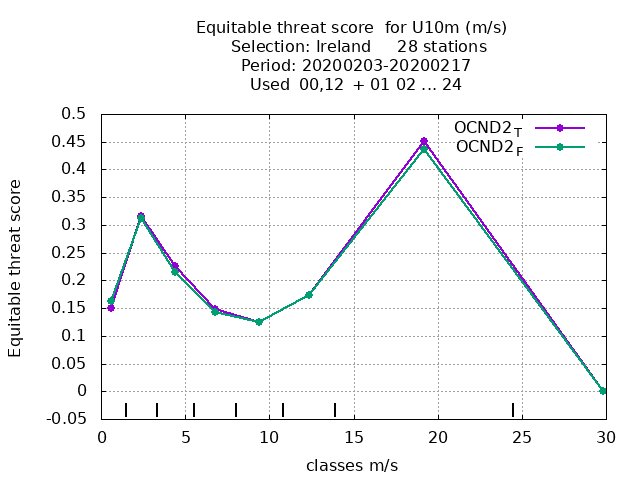 Equitable threat score  for U10m (m/s)
Selection: Ireland     28 stations
Period: 20200203-20200217
Used  00,12  + 01 02 ... 24
OCND2_T
OCND2_F
Equitable threat score
0.5
0.45
0.4
0.35
0.3
0.25
0.2
0.15
0.1
0.05
0
-0.05
0 5 10 15 20 25 30
classes m/s